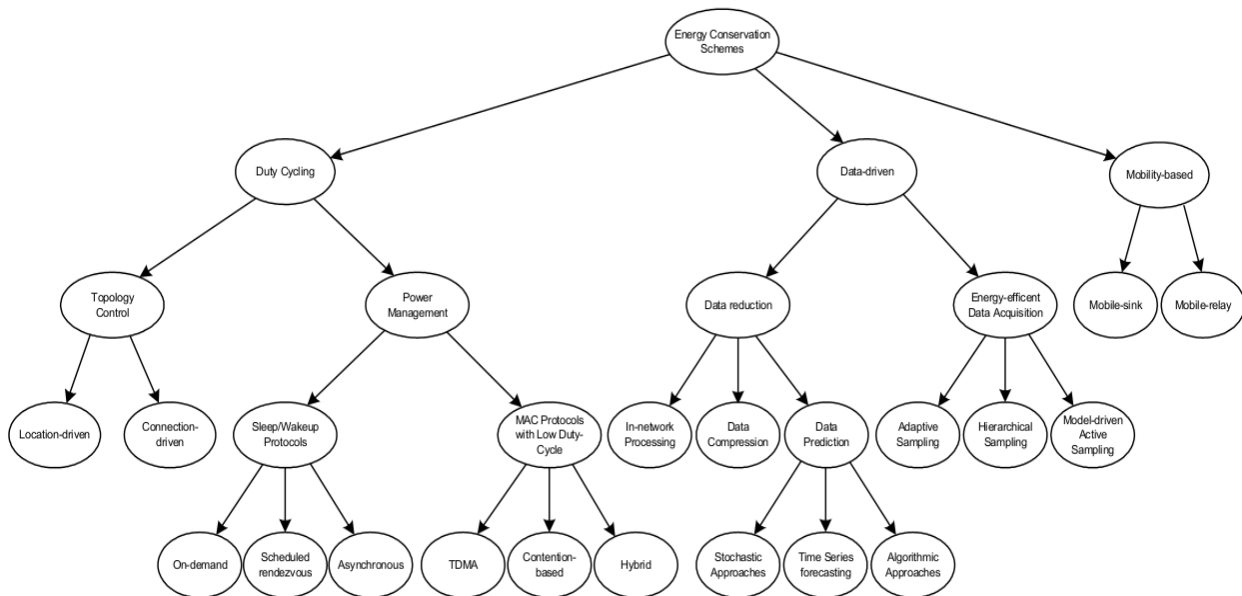 Energy Conservation
Schemes
Duty Cycling
Data-driven
Mobility-based
Topology
Control
Power
Management
Data reduction
Energy-efficent
Data Acquisition
Mobile-sink
Mobile-relay
Location-driven
Connection-
driven
Sleep/Wakeup
Protocols
MAC Protocols
with Low Duty-
Cycle
In-network
Processing
Data
Compression
Data
Prediction
Adaptive
Sampling
Hierarchical
Sampling
Model-driven
Active
Sampling
On-demand
Scheduled
rendezvous
Asynchronous
TDMA
Contention-
based
Hybrid
Stochastic
Approaches
Time Series
forecasting
Algorithmic
Approaches